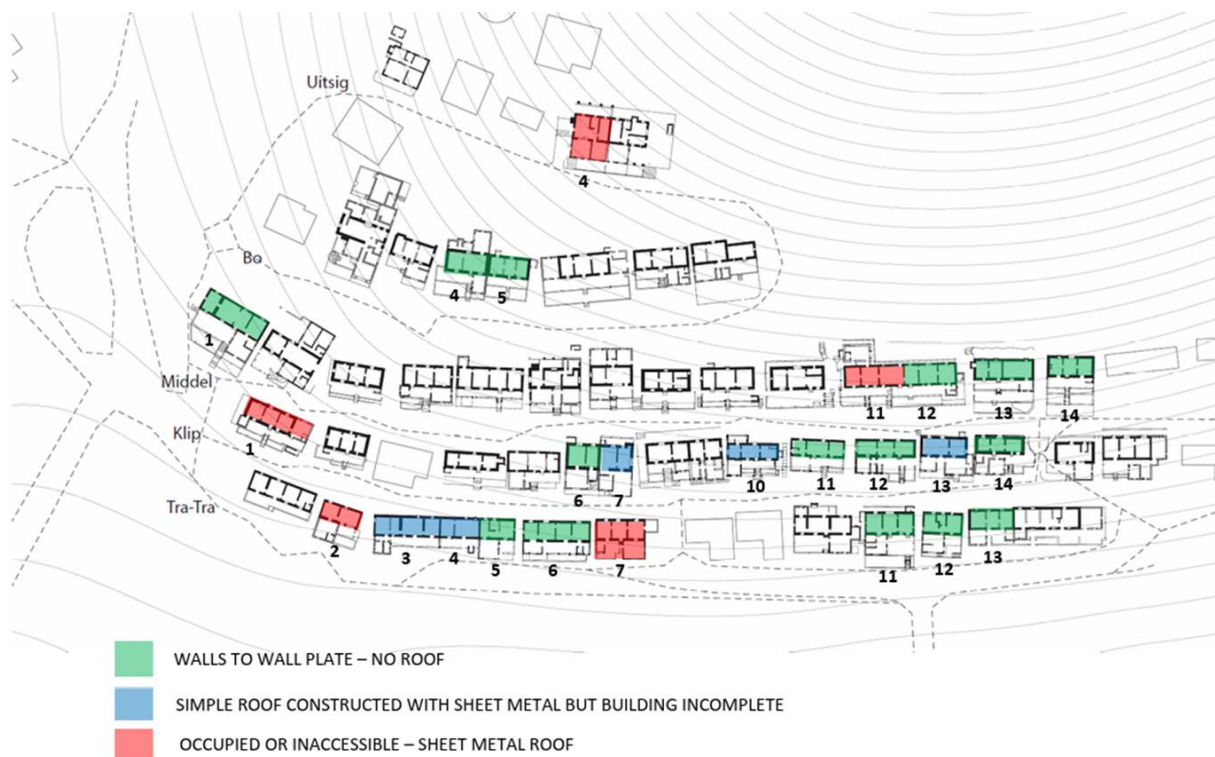 Uitsig
4
Bo
4 5
1
Middel
11 12 13 14
Klip
1
6 7 10 11 12 13 14
Tra-Tra
2 3 4 5 6 7 11 12 13
WALLS TO WALL PLATE – NO ROOF
SIMPLE ROOF CONSTRUCTED WITH SHEET METAL BUT BUILDING INCOMPLETE
OCCUPIED OR INACCESSIBLE – SHEET METAL ROOF